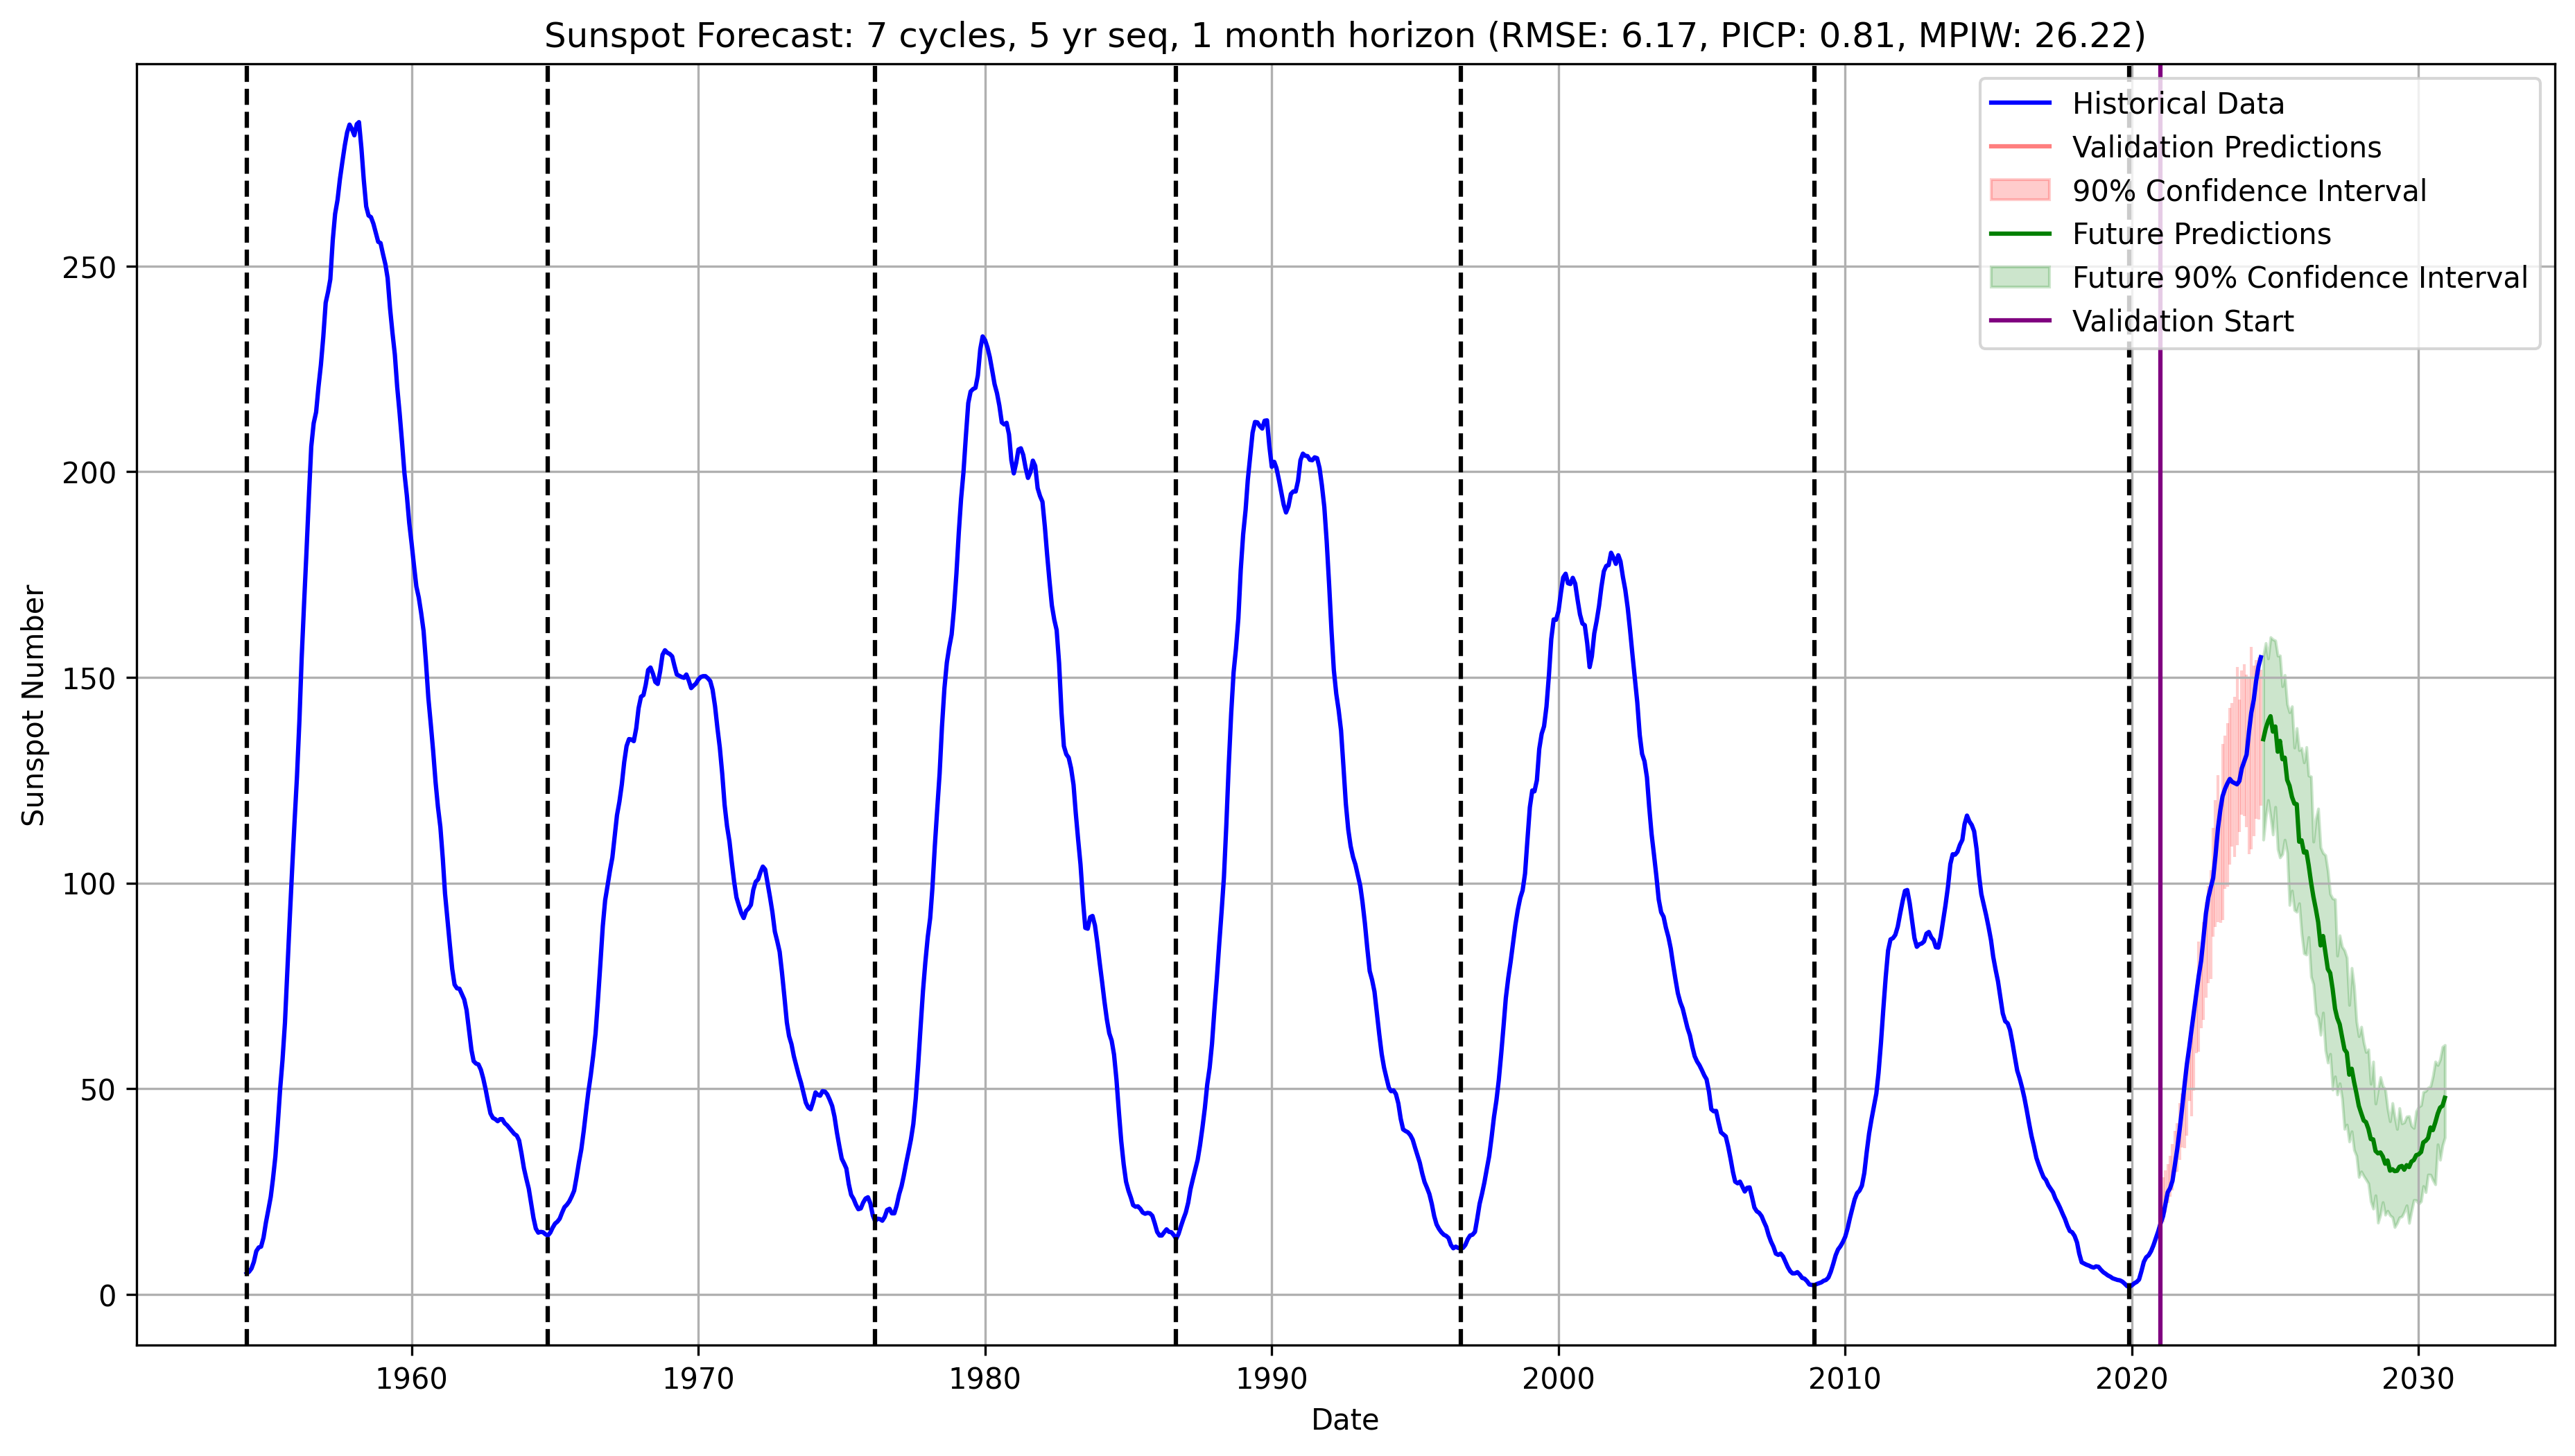 Sunspot Forecast: 7 cycles, 5 yr seq, 1 month horizon (RMSE: 6.17, PICP: 0.81, MPIW: 26.22)
Historical Data
Validation Predictions
90% Confidence Interval
Future Predictions
Future 90% Confidence Interval
Validation Start
Sunspot Number
250
200
150
100
50
0
1960
1970
1980
1990
2000
2010
2020
2030
Date